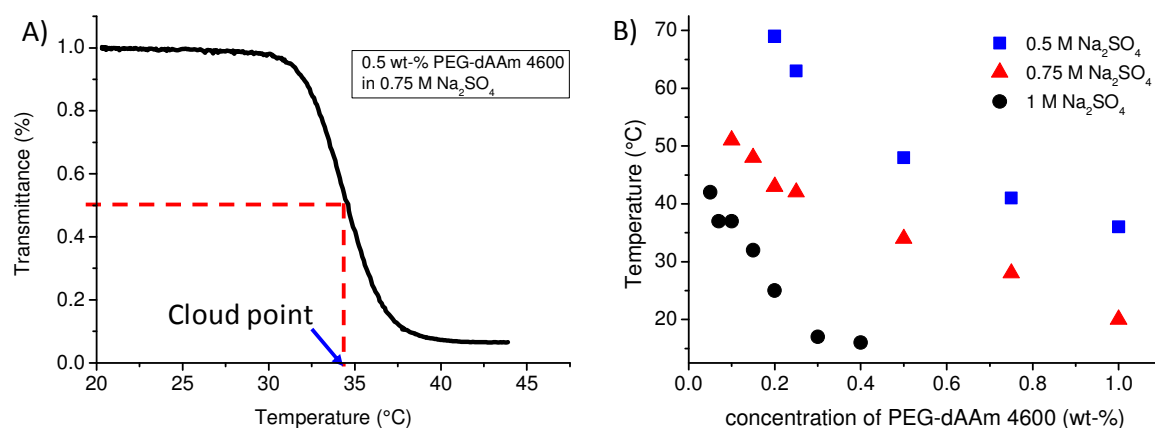 A)
1.0
0.8
0.6
0.4
0.2
0.0
20
25
30
35
40
45
Transmittance (%)
Temperature (°C)
0.5 wt-% PEG-dAAm 4600
in 0.75 M Na₂SO₄
Cloud point
B)
70
60
50
40
30
20
0.0
0.2
0.4
0.6
0.8
1.0
Temperature (°C)
concentration of PEG-dAAm 4600 (wt-%)
0.5 M Na₂SO₄
0.75 M Na₂SO₄
1 M Na₂SO₄